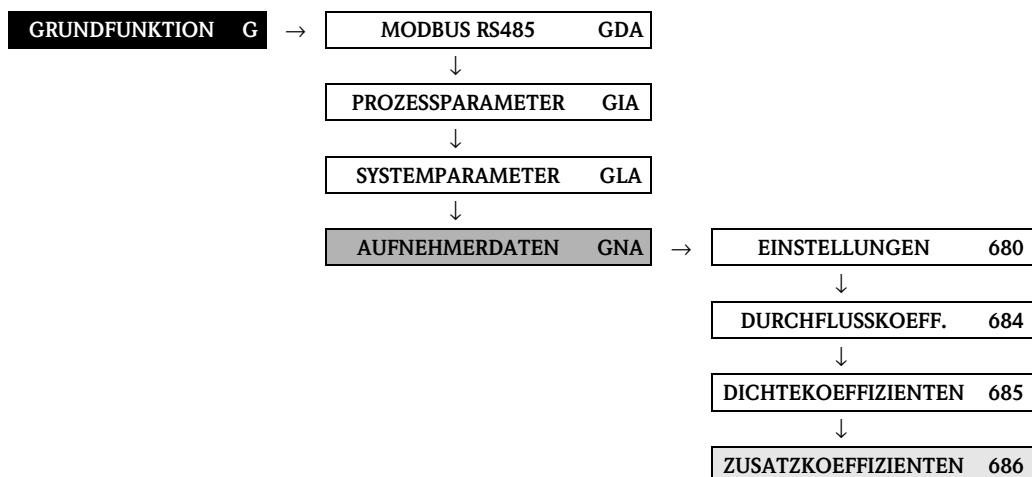 GRUNDFUNKTION G → MODBUS RS485 GDA
↓
PROZESSPARAMETER GIA
↓
SYSTEMPARAMETER GLA
↓
AUFNEHMERDATEN GNA → EINSTELLUNGEN 680
↓
DURCHFLUSSKOEFF. 684
↓
DICHTEKOEFFIZIENTEN 685
↓
ZUSATZKOEFFIZIENTEN 686